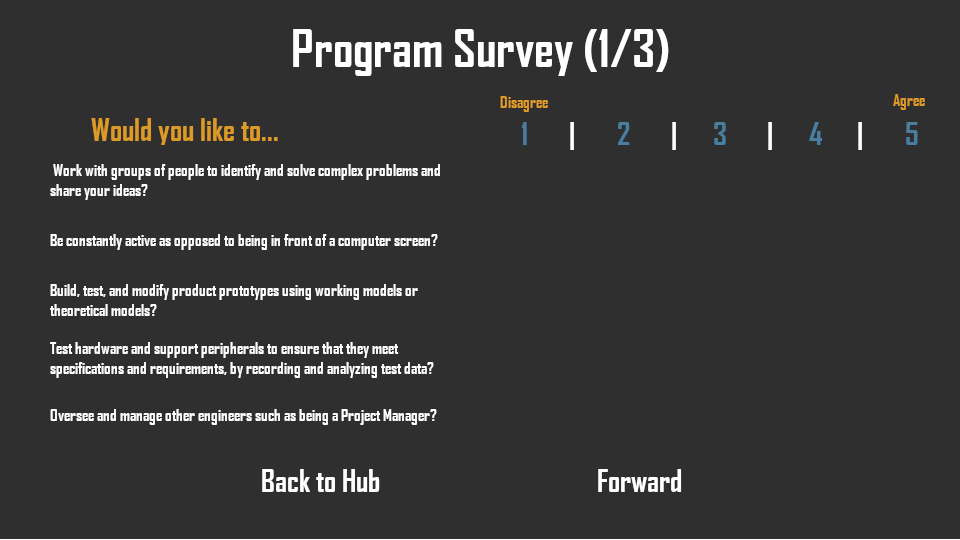 Program Survey (1/3)
Disagree
Agree
Would you like to...
1 | 2 | 3 | 4 | 5
Work with groups of people to identify and solve complex problems and
share your ideas?
Be constantly active as opposed to being in front of a computer screen?
Build, test, and modify product prototypes using working models or
theoretical models?
Test hardware and support peripherals to ensure that they meet
specifications and requirements, by recording and analyzing test data?
Oversee and manage other engineers such as being a Project Manager?
Back to Hub
Forward